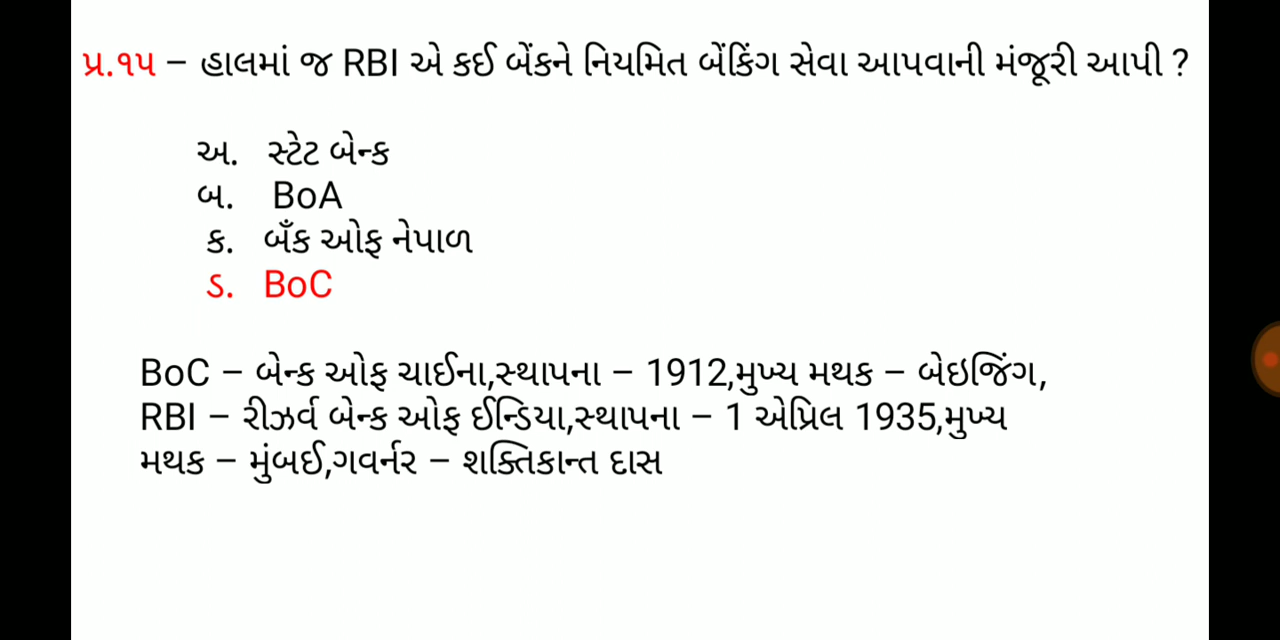 પ્ર.૧૫ – હાલમાં જ RBI એ કઈ બેંકને નિયમિત બેંકિંગ સેવા આપવાની મંજૂરી આપી ?
અ. સ્ટેટ બેન્ક
બ. BoA
ક. બેઁક ઓફ નેપાળ
ડ. BoC
BoC – બેન્ક ઓફ ચાઈના,સ્થાપના – 1912,મુખ્ય મથક – બેઇજિંગ,
RBI – રીઝર્વ બેન્ક ઓફ ઈન્ડિયા,સ્થાપના – 1 એપ્રિલ 1935,મુખ્ય
મથક – મુંબઈ,ગવર્નર – શક્તિકાન્ત દાસ